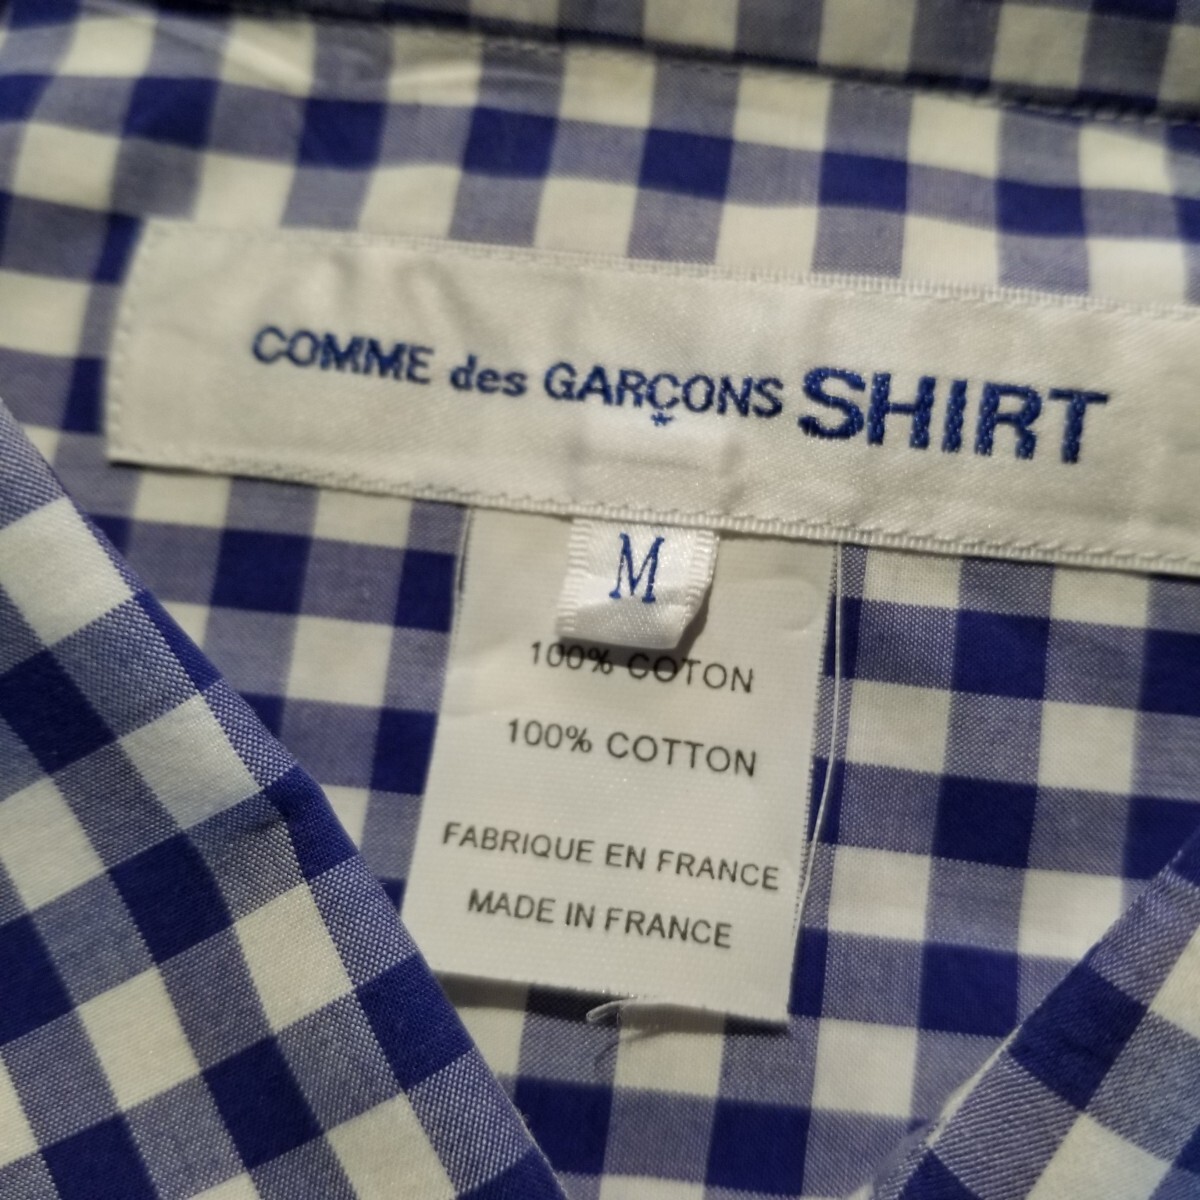 COMME des GARÇONS SHIRT
*
M
100% COTON
100% COTTON
FABRIQUE EN FRANCE
MADE IN FRANCE